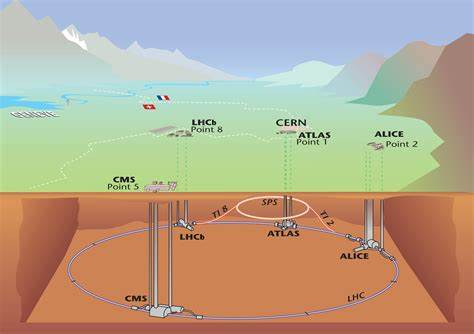 GENEVE
LHCb
Point 8
CERN
ATLAS
Point 1
ALICE
Point 2
CMS
Point 5
SPS
TI 8
TI 2
LHCb
ATLAS
ALICE
CMS
LHC